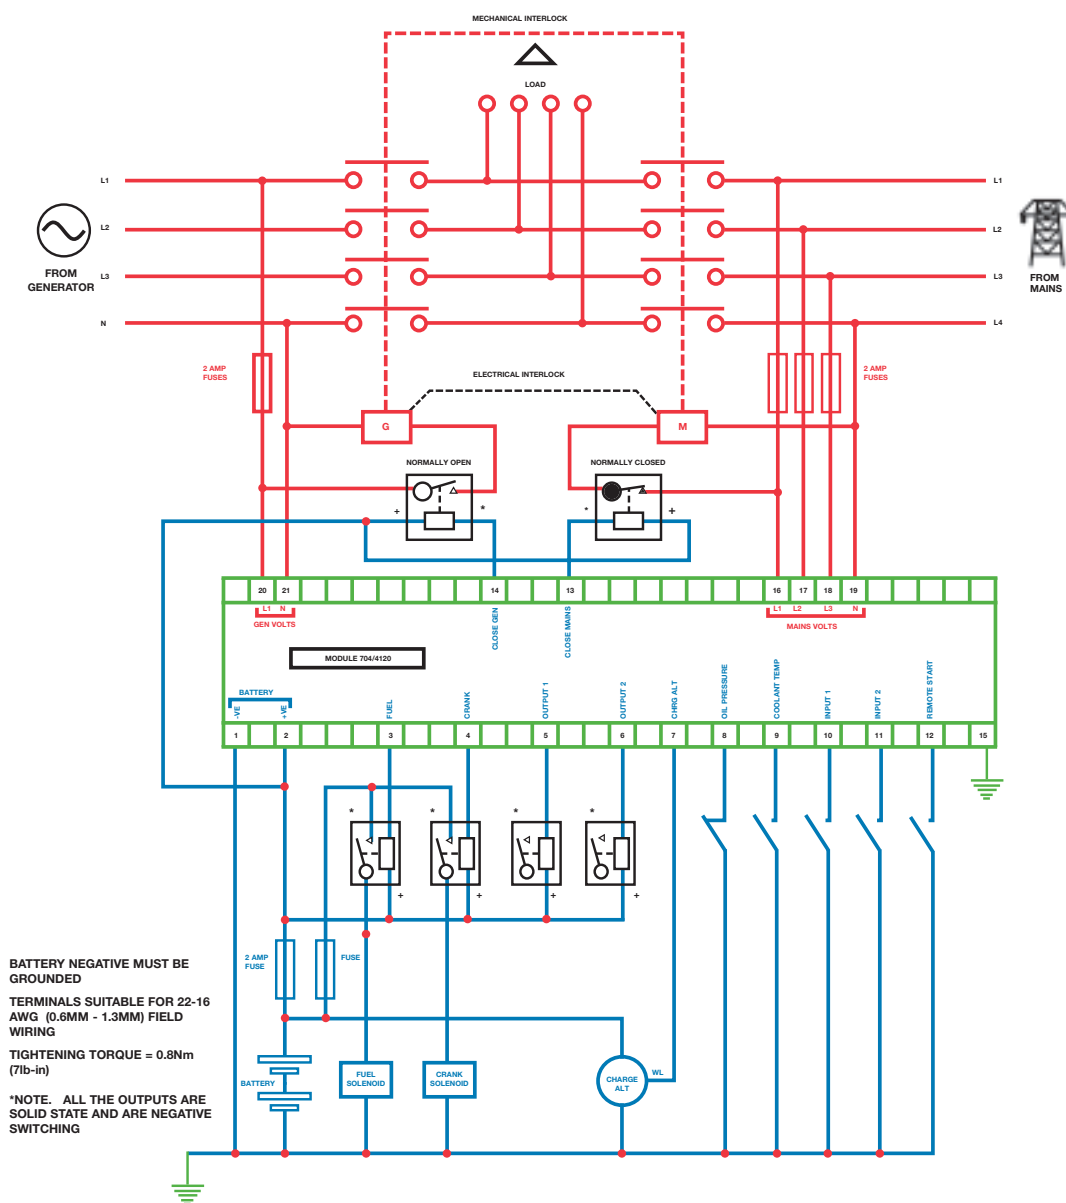 MECHANICAL INTERLOCK
LOAD
L1
L1
L2
L2
FROM
GENERATOR
L3
L3
FROM
MAINS
N
L4
2 AMP
FUSES
2 AMP
FUSES
ELECTRICAL INTERLOCK
G
M
NORMALLY OPEN
NORMALLY CLOSED
+
*
*
+
20
21
14
13
16
17
18
19
L1
N
L1
L2
L3
N
GEN VOLTS
CLOSE GEN
CLOSE MAINS
MAINS VOLTS
MODULE 704/4120
BATTERY
-VE
+VE
FUEL
CRANK
OUTPUT 1
OUTPUT 2
CHRG ALT
OIL PRESSURE
COOLANT TEMP
INPUT 1
INPUT 2
REMOTE START
1
2
3
4
5
6
7
8
9
10
11
12
15
*
*
*
*
+
+
+
+
2 AMP
FUSE
FUSE
BATTERY NEGATIVE MUST BE
GROUNDED
TERMINALS SUITABLE FOR 22-16
AWG (0.6MM - 1.3MM) FIELD
WIRING
TIGHTENING TORQUE = 0.8Nm
(7lb-in)
*NOTE. ALL THE OUTPUTS ARE
SOLID STATE AND ARE NEGATIVE
SWITCHING
BATTERY
FUEL
SOLENOID
CRANK
SOLENOID
CHARGE
ALT
WL